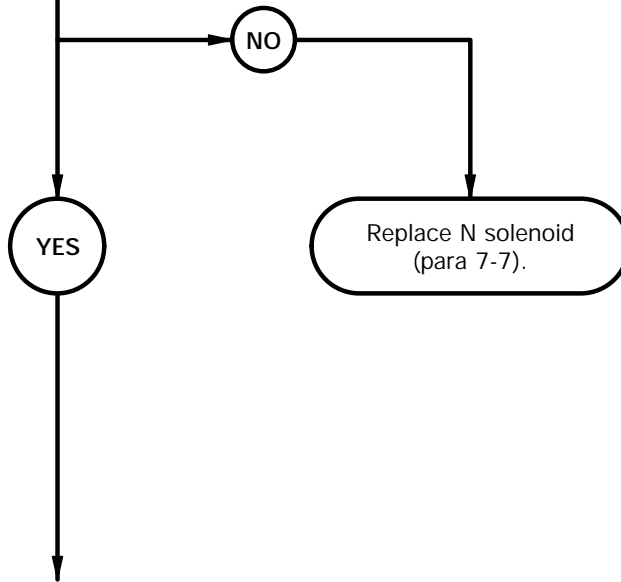 NO
YES
Replace N solenoid
(para 7-7).